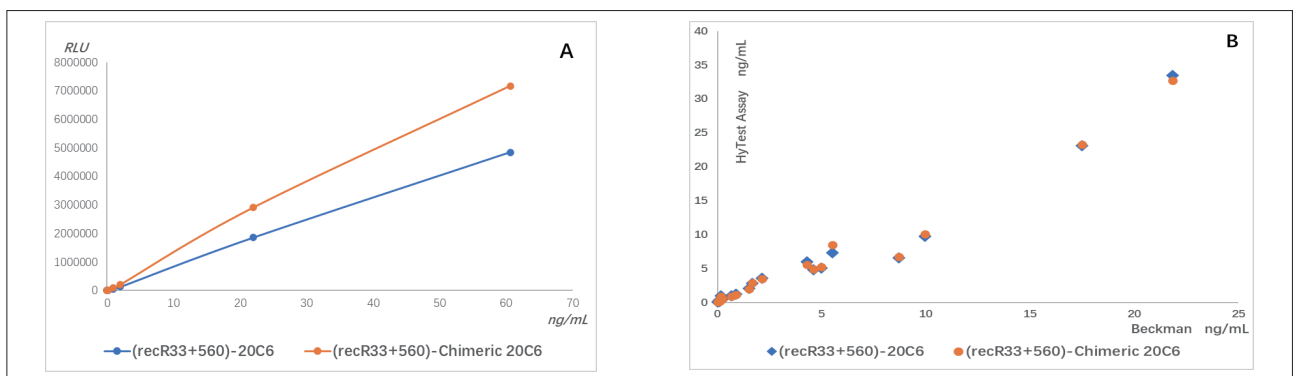 RLU
A
8000000
7000000
6000000
5000000
4000000
3000000
2000000
1000000
0
0 10 20 30 40 50 60 70
ng/mL
(recR33+560)-20C6 (recR33+560)-Chimeric 20C6
B
HyTest Assay ng/mL
40
35
30
25
20
15
10
5
0
0 5 10 15 20 25
Beckman ng/mL
(recR33+560)-20C6 (recR33+560)-Chimeric 20C6